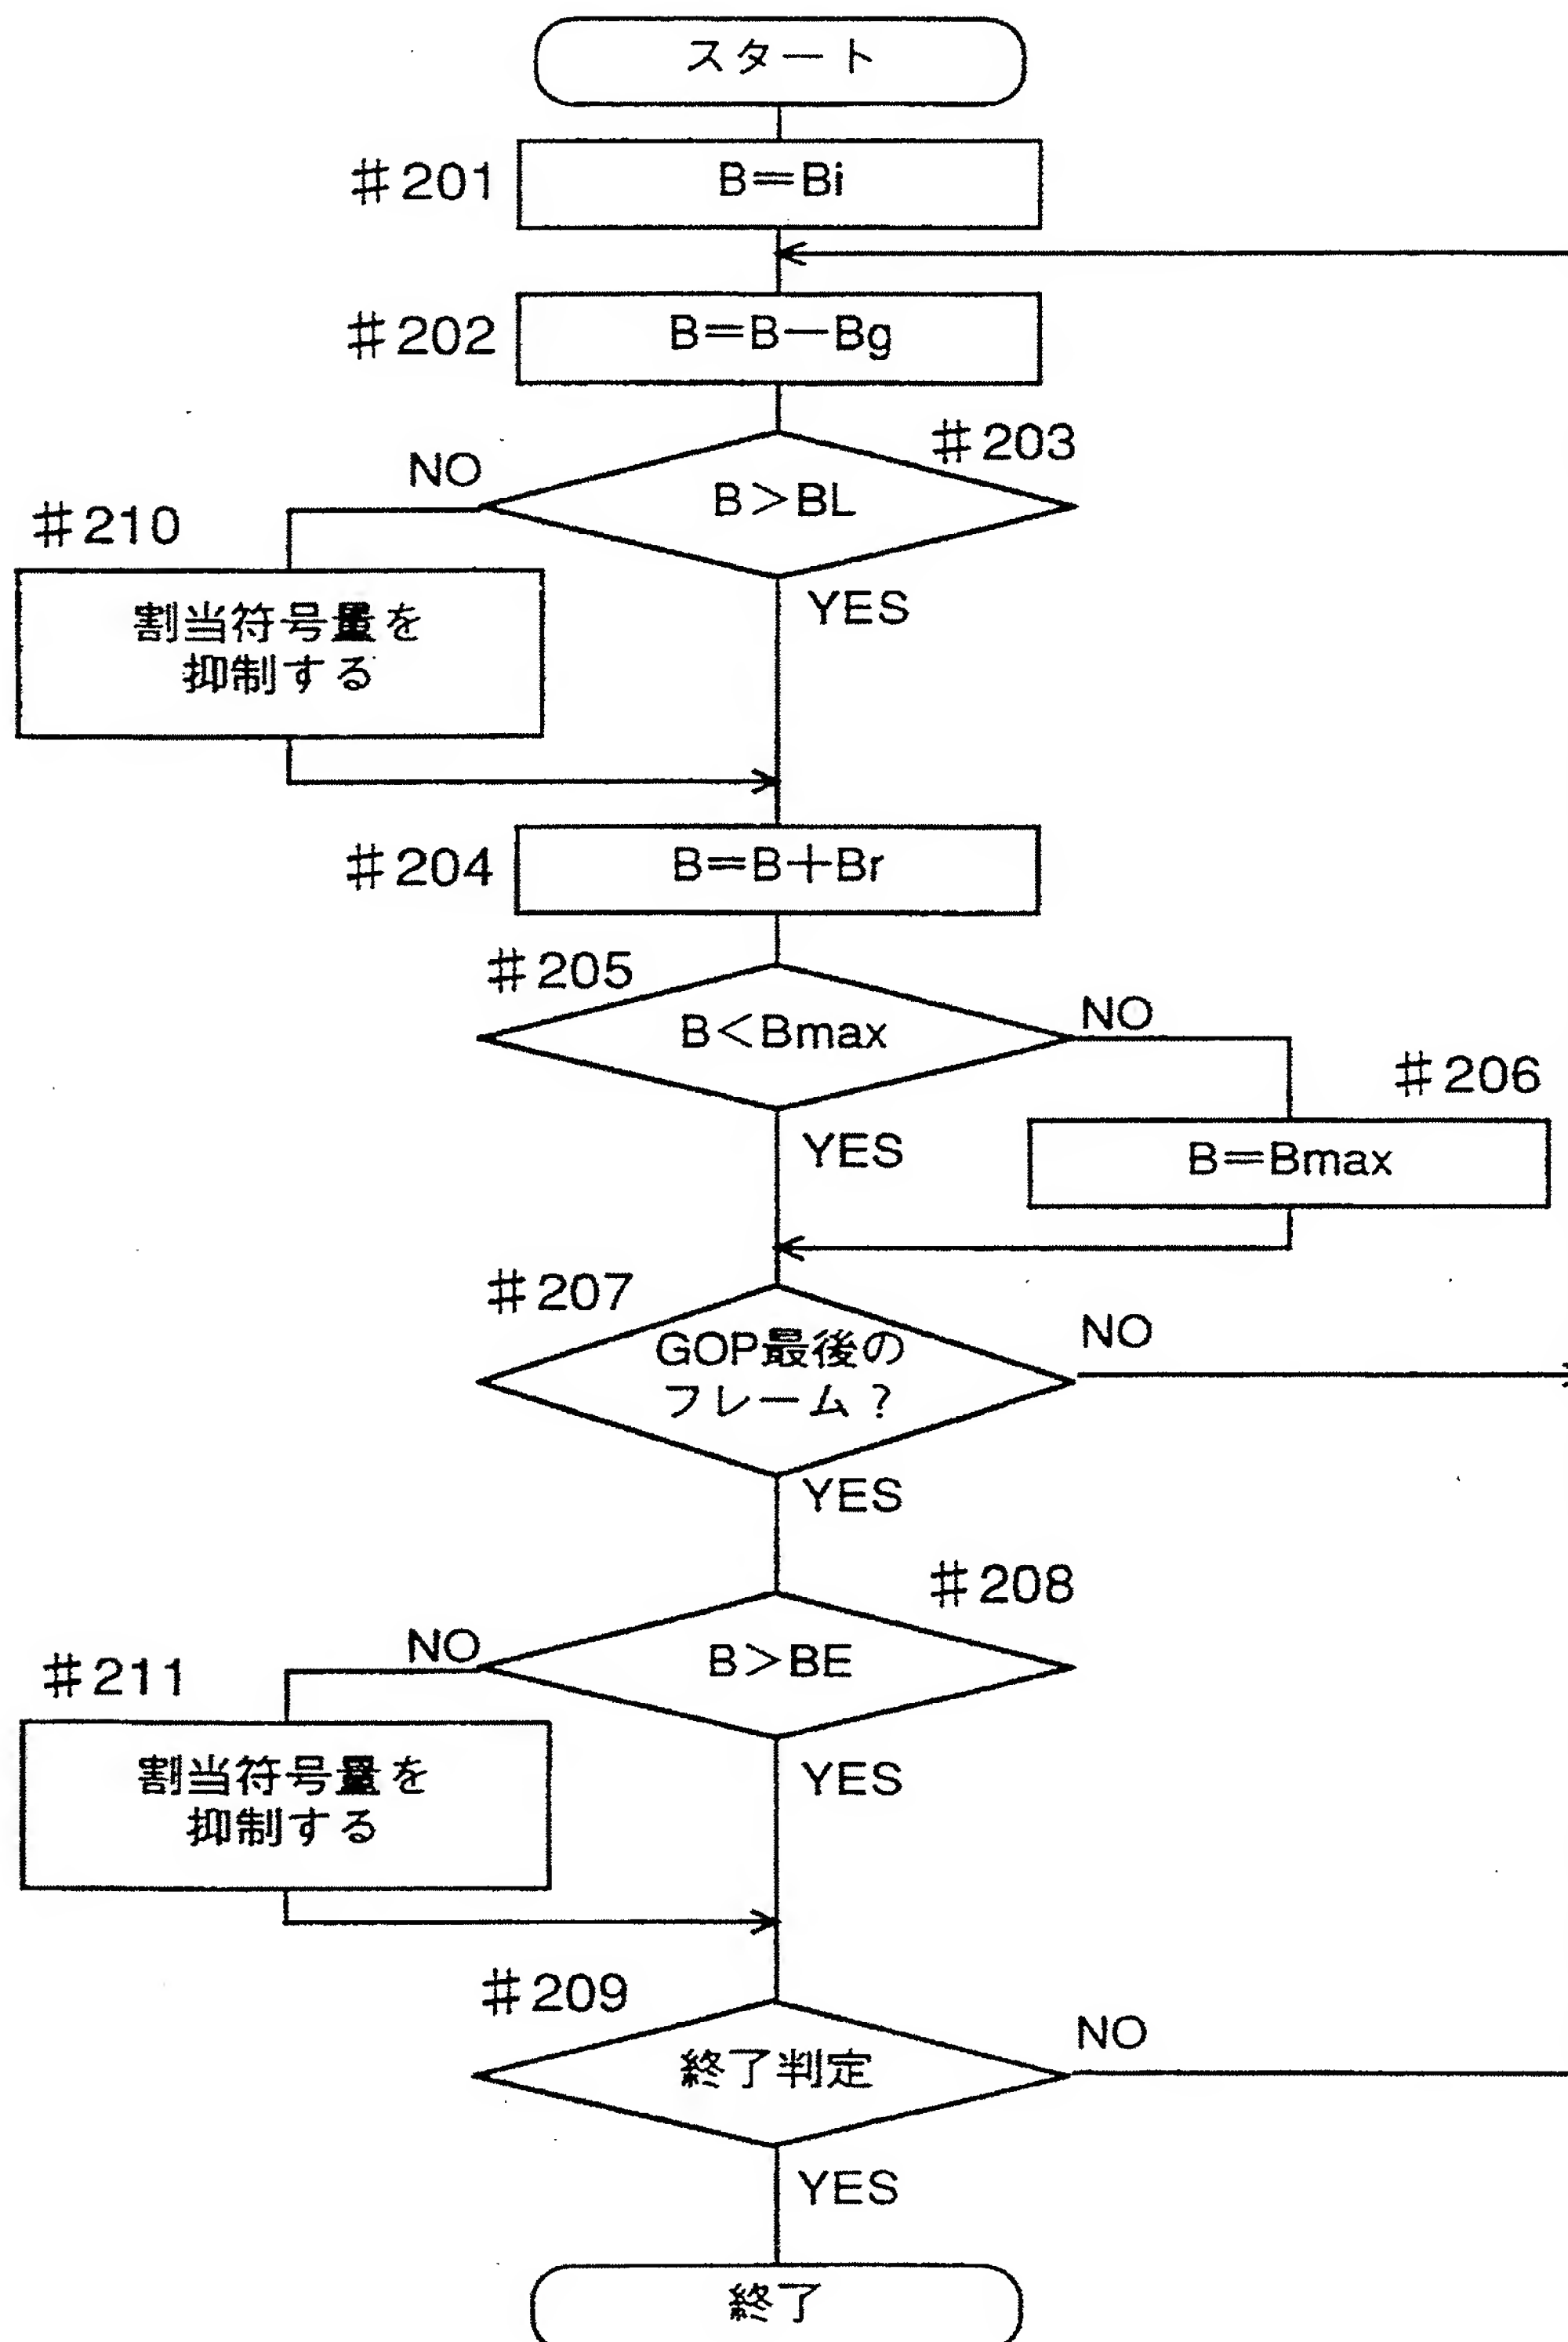 スタート
#201
B=Bi
#202
B=B－Bg
#203
B>BL
NO
YES
#210
割当符号量を
抑制する
#204
B=B+Br
#205
B<Bmax
NO
YES
#206
B=Bmax
#207
GOP最後の
フレーム?
NO
YES
#208
B>BE
NO
YES
#211
割当符号量を
抑制する
#209
終了判定
NO
YES
終了